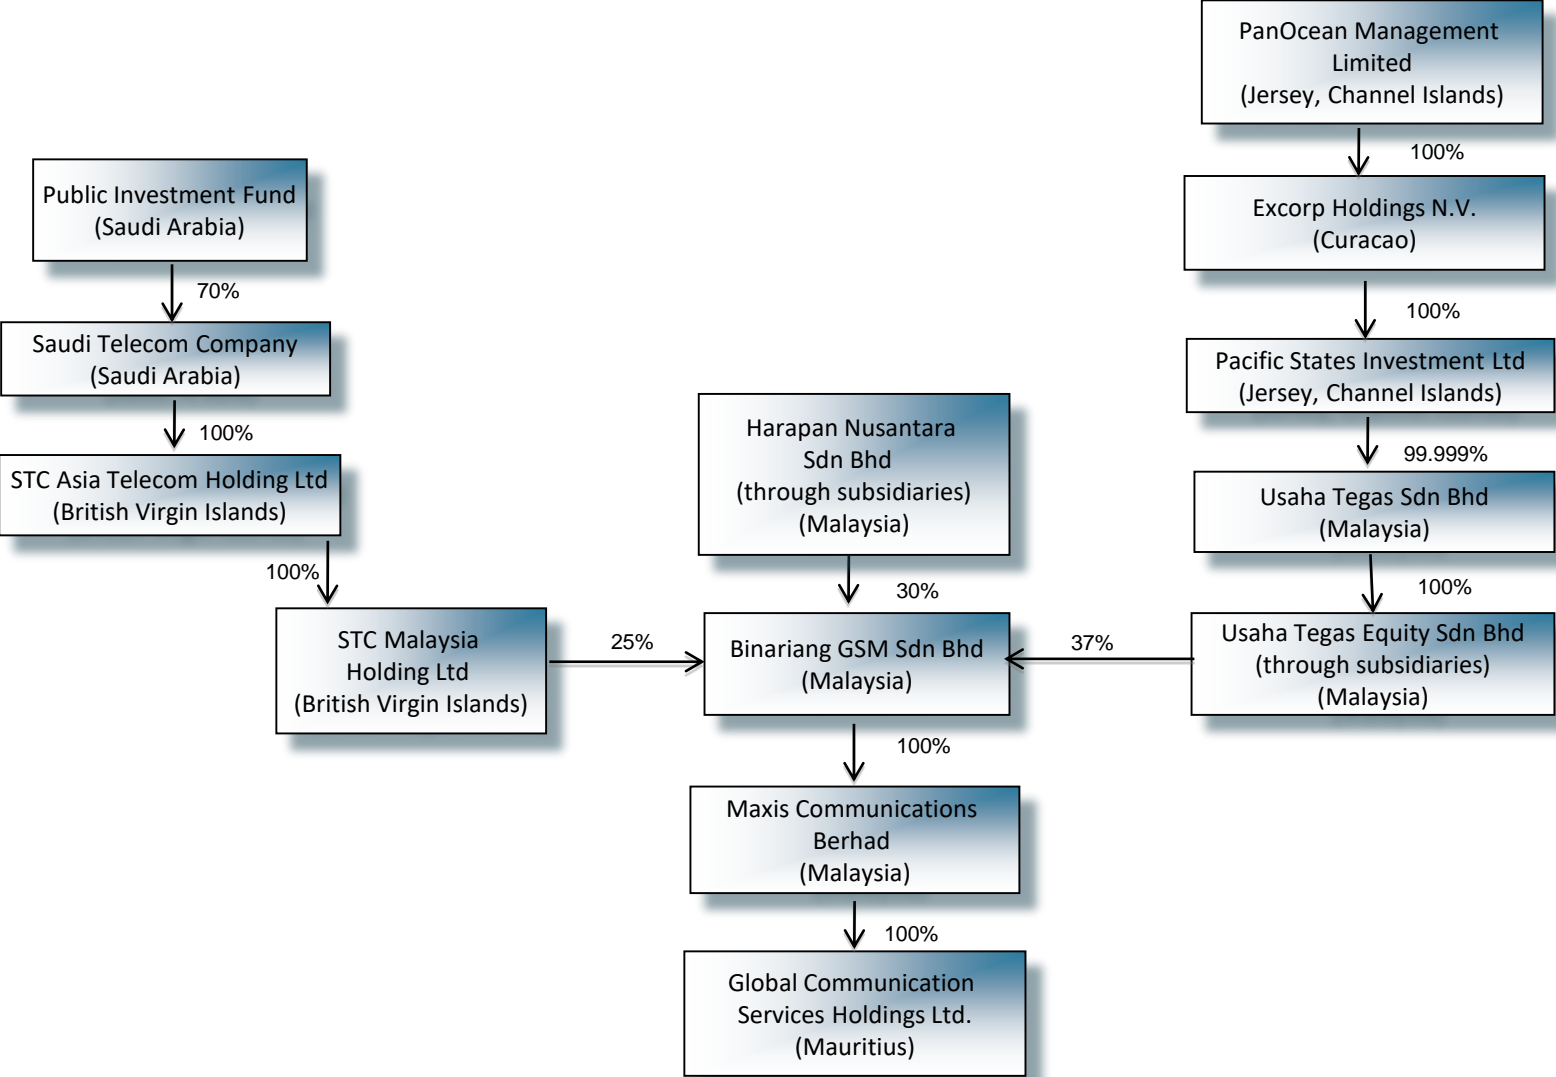 PanOcean Management
Limited
(Jersey, Channel Islands)
100%
Excorp Holdings N.V.
(Curacao)
100%
Pacific States Investment Ltd
(Jersey, Channel Islands)
99.999%
Usaha Tegas Sdn Bhd
(Malaysia)
100%
Usaha Tegas Equity Sdn Bhd
(through subsidiaries)
(Malaysia)
37%
Public Investment Fund
(Saudi Arabia)
70%
Saudi Telecom Company
(Saudi Arabia)
100%
STC Asia Telecom Holding Ltd
(British Virgin Islands)
100%
STC Malaysia
Holding Ltd
(British Virgin Islands)
25%
Harapan Nusantara
Sdn Bhd
(through subsidiaries)
(Malaysia)
30%
Binariang GSM Sdn Bhd
(Malaysia)
100%
Maxis Communications
Berhad
(Malaysia)
100%
Global Communication
Services Holdings Ltd.
(Mauritius)